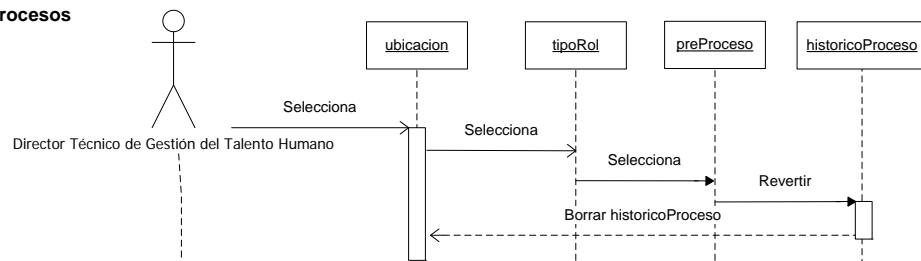 rocesos
ubicacion
tipoRol
preProceso
historicoProceso
Selecciona
Selecciona
Director Técnico de Gestión del Talento Humano
Selecciona
Revertir
Borrar historicoProceso